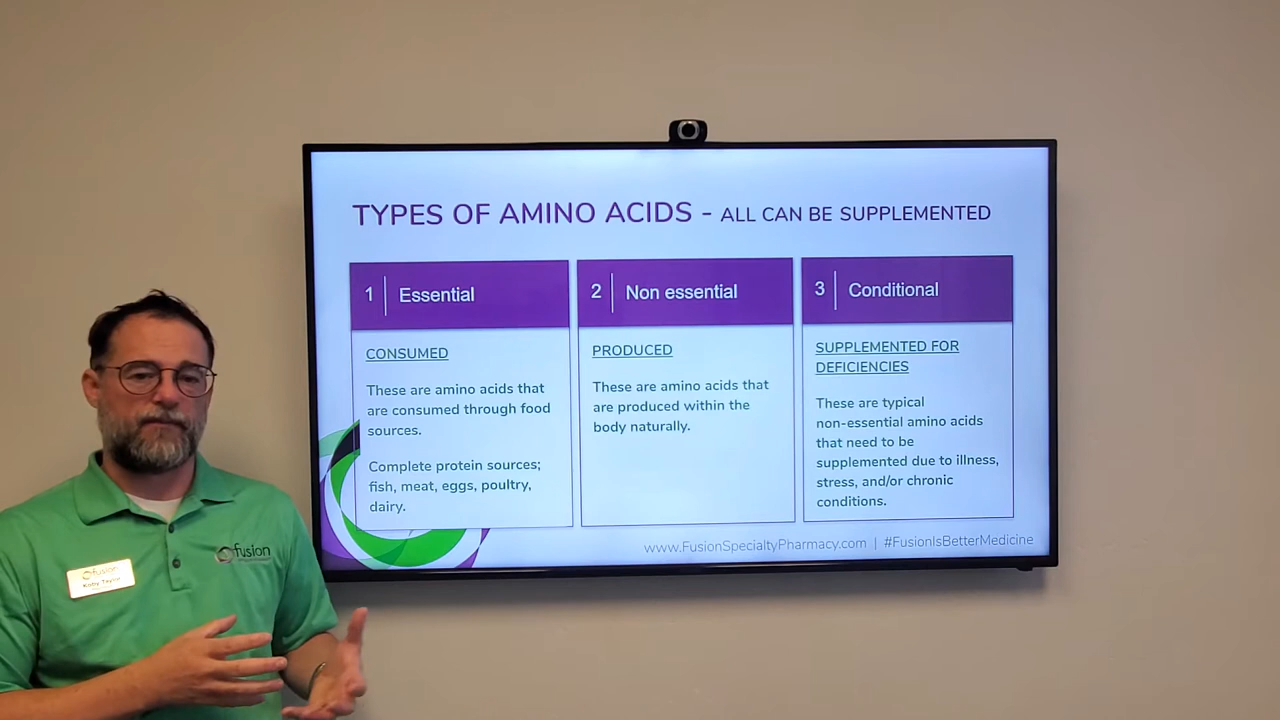 TYPES OF AMINO ACIDS - ALL CAN BE SUPPLEMENTED
1 Essential
CONSUMED
These are amino acids that
are consumed through food
sources.
Complete protein sources;
fish, meat, eggs, poultry,
dairy.
2 Non essential
PRODUCED
These are amino acids that
are produced within the
body naturally.
3 Conditional
SUPPLEMENTED FOR
DEFICIENCIES
These are typical
non-essential amino acids
that need to be
supplemented due to illness,
stress, and/or chronic
conditions.
www.FusionSpecialtyPharmacy.com | #FusionIsBetterMedicine
fusion
fusion
Taylor